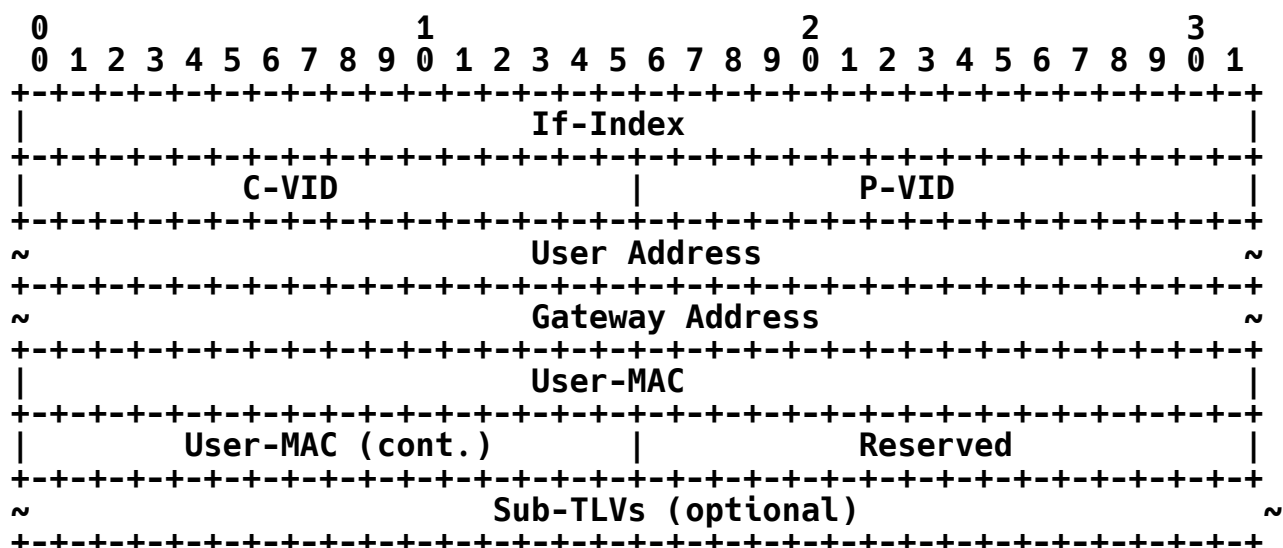 0                   1                   2                   3
 0 1 2 3 4 5 6 7 8 9 0 1 2 3 4 5 6 7 8 9 0 1 2 3 4 5 6 7 8 9 0 1
+-+-+-+-+-+-+-+-+-+-+-+-+-+-+-+-+-+-+-+-+-+-+-+-+-+-+-+-+-+-+-+-+
|                          If-Index                             |
+-+-+-+-+-+-+-+-+-+-+-+-+-+-+-+-+-+-+-+-+-+-+-+-+-+-+-+-+-+-+-+-+
|           C-VID               |           P-VID               |
+-+-+-+-+-+-+-+-+-+-+-+-+-+-+-+-+-+-+-+-+-+-+-+-+-+-+-+-+-+-+-+-+
~                          User Address                         ~
+-+-+-+-+-+-+-+-+-+-+-+-+-+-+-+-+-+-+-+-+-+-+-+-+-+-+-+-+-+-+-+-+
~                          Gateway Address                      ~
+-+-+-+-+-+-+-+-+-+-+-+-+-+-+-+-+-+-+-+-+-+-+-+-+-+-+-+-+-+-+-+-+
|                          User-MAC                             |
+-+-+-+-+-+-+-+-+-+-+-+-+-+-+-+-+-+-+-+-+-+-+-+-+-+-+-+-+-+-+-+-+
|        User-MAC (cont.)       |           Reserved            |
+-+-+-+-+-+-+-+-+-+-+-+-+-+-+-+-+-+-+-+-+-+-+-+-+-+-+-+-+-+-+-+-+
~                        Sub-TLVs (optional)                     ~
+-+-+-+-+-+-+-+-+-+-+-+-+-+-+-+-+-+-+-+-+-+-+-+-+-+-+-+-+-+-+-+-+